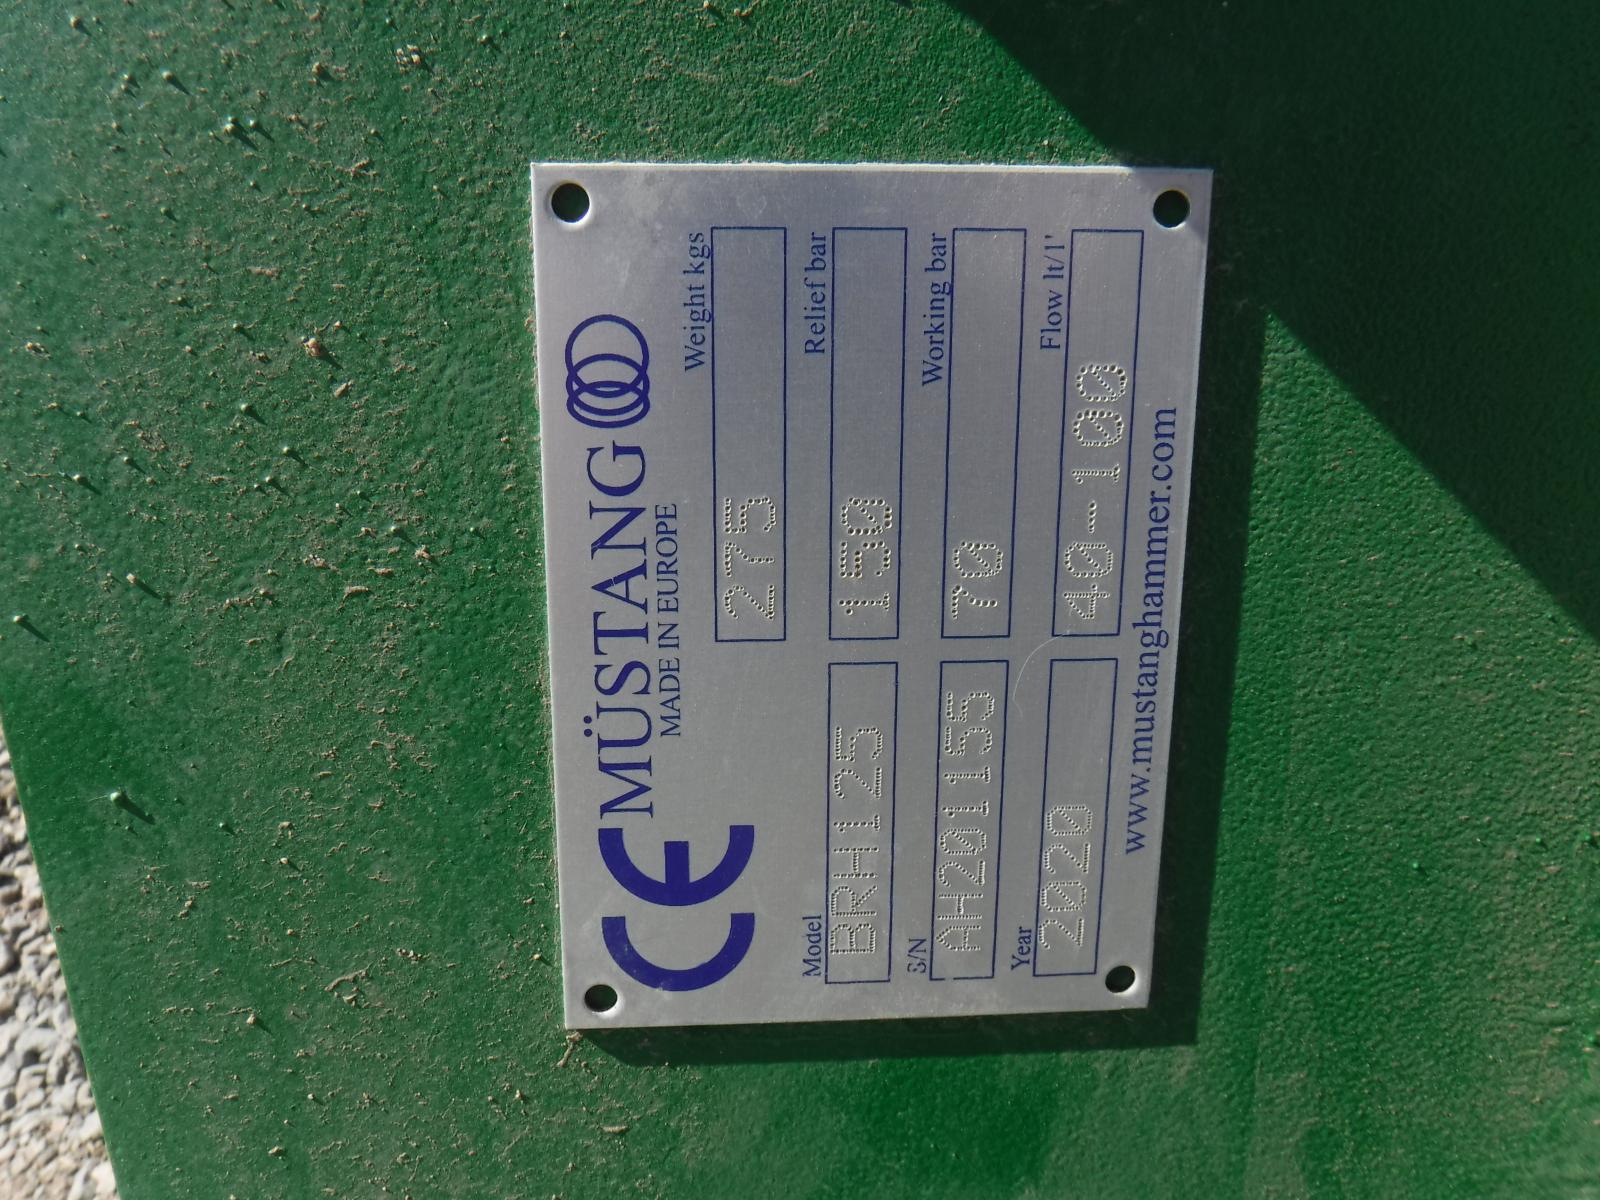 CE MÜSTANG
MADE IN EUROPE
Weight kgs
275
Model
BRH125
Relief bar
150
S/N
AH201155
Working bar
70
Year
2020
Flow lt/1'
40-100
www.mustanghammer.com